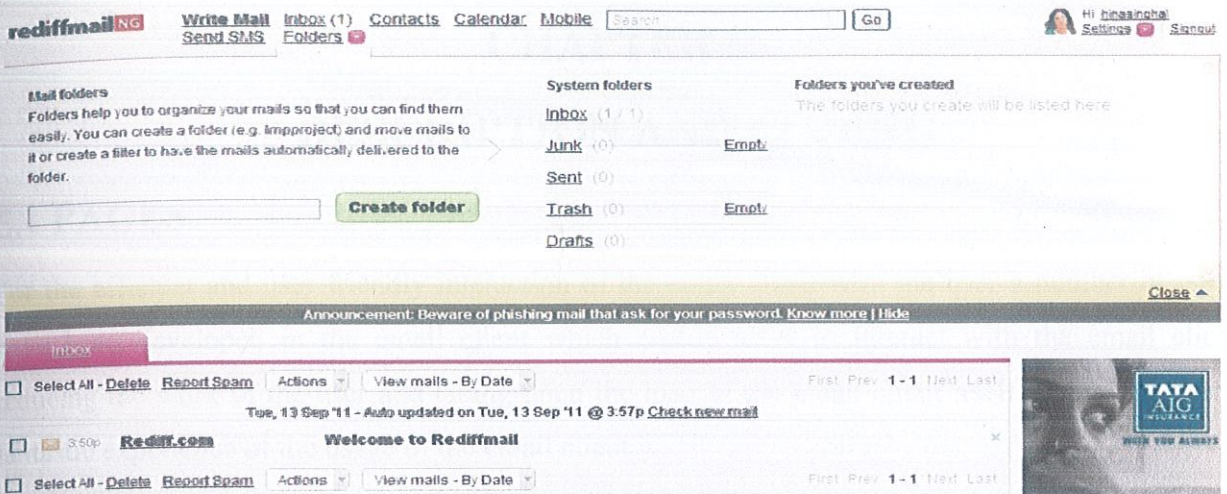 rediffmail NG
Write Mail Inbox (1) Contacts Calendar Mobile Search Go
Hi hinasinghal
Send SMS Folders
Settings Signout
Mail folders
Folders help you to organize your mails so that you can find them
easily. You can create a folder (e.g. Impproject) and move mails to
it or create a filter to have the mails automatically delivered to the
folder.
Create folder
System folders
Inbox (1 / 1)
Junk (0) Empty
Sent (0)
Trash (0) Empty
Drafts (0)
Folders you've created
The folders you create will be listed here
Close
Announcement: Beware of phishing mail that ask for your password. Know more | Hide
Inbox
Select All - Delete Report Spam Actions View mails - By Date First Prev 1 - 1 Next Last
Tue, 13 Sep '11 - Auto updated on Tue, 13 Sep '11 @ 3:57p Check new mail
3:50p Rediff.com Welcome to Rediffmail
Select All - Delete Report Spam Actions View mails - By Date First Prev 1 - 1 Next Last
TATA
AIG
INSURANCE
WITH YOU ALWAYS